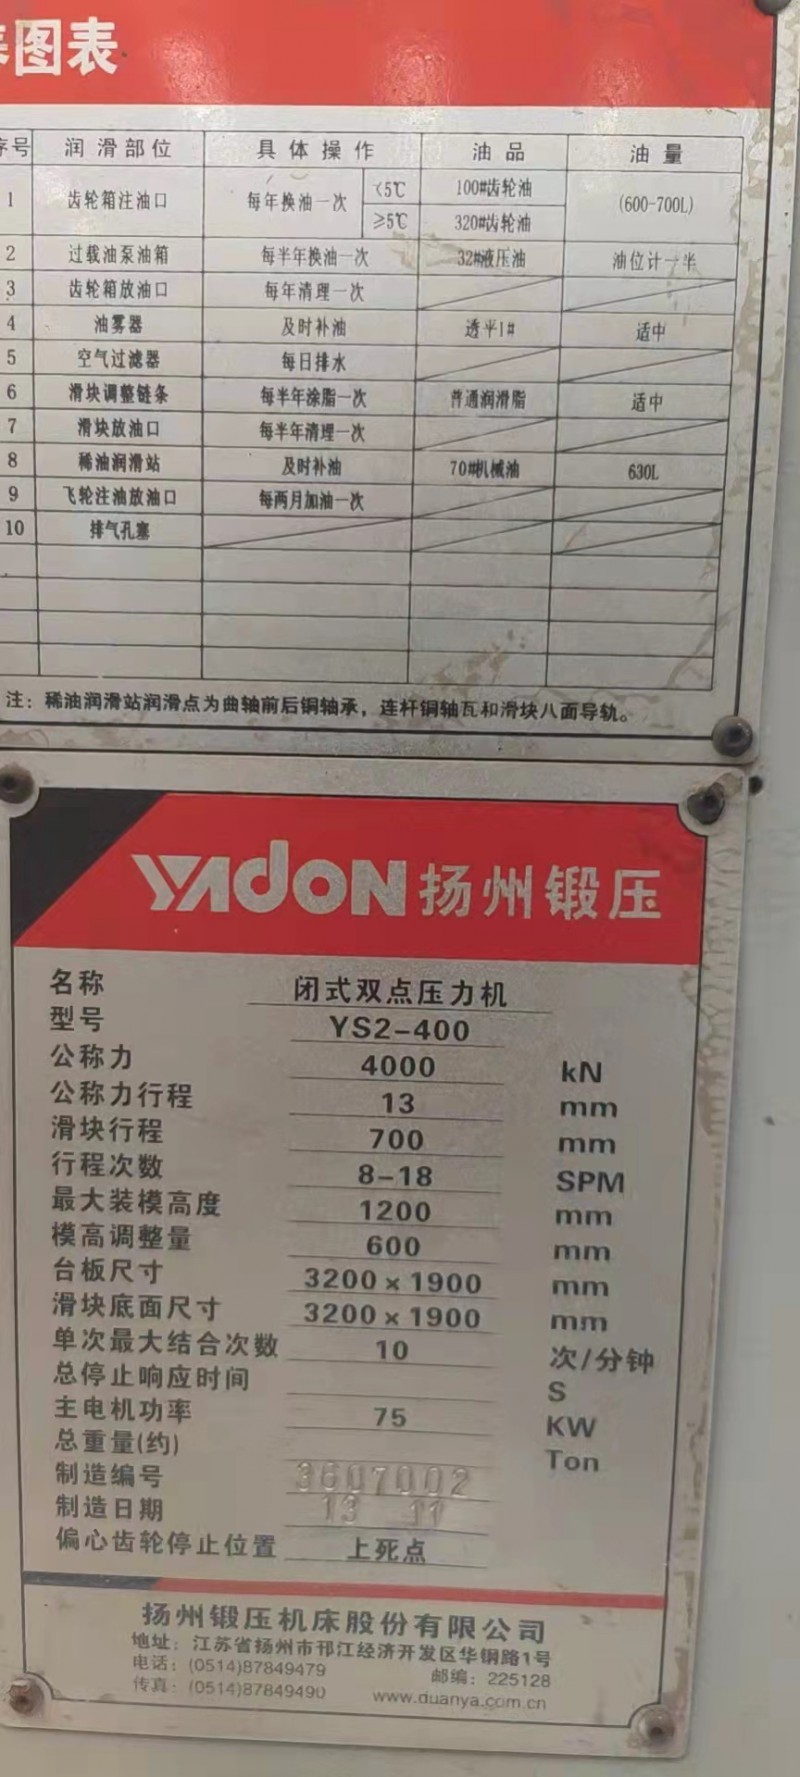 图表
序号 润滑部位 具体操作 油品 油量
1 齿轮箱注油口 每年换油一次 <5℃ 100#齿轮油 (600-700L)
≥5℃ 320#齿轮油
2 过载油泵油箱 每半年换油一次 32#液压油 油位计一半
3 齿轮箱放油口 每年清理一次
4 油雾器 及时补油 透平1# 适中
5 空气过滤器 每日排水
6 滑块调整链条 每半年涂脂一次 普通润滑脂 适中
7 滑块放油口 每半年清理一次
8 稀油润滑站 及时补油 70#机械油 630L
9 飞轮注油放油口 每两月加油一次
10 排气孔塞
注：稀油润滑站润滑点为曲轴前后铜轴承，连杆铜轴瓦和滑块八面导轨。
YADON 扬州锻压
名称 闭式双点压力机
型号 YS2-400
公称力 4000 kN
公称力行程 13 mm
滑块行程 700 mm
行程次数 8-18 SPM
最大装模高度 1200 mm
模高调整量 600 mm
台板尺寸 3200×1900 mm
滑块底面尺寸 3200×1900 mm
单次最大结合次数 10 次/分钟
总停止响应时间 S
主电机功率 75 KW
总重量(约) Ton
制造编号 3607002
制造日期 13 11
偏心齿轮停止位置 上死点
扬州锻压机床股份有限公司
地址：江苏省扬州市邗江经济开发区华钢路1号
电话：(0514)87849479 邮编：225128
传真：(0514)87849490 www.duanya.com.cn